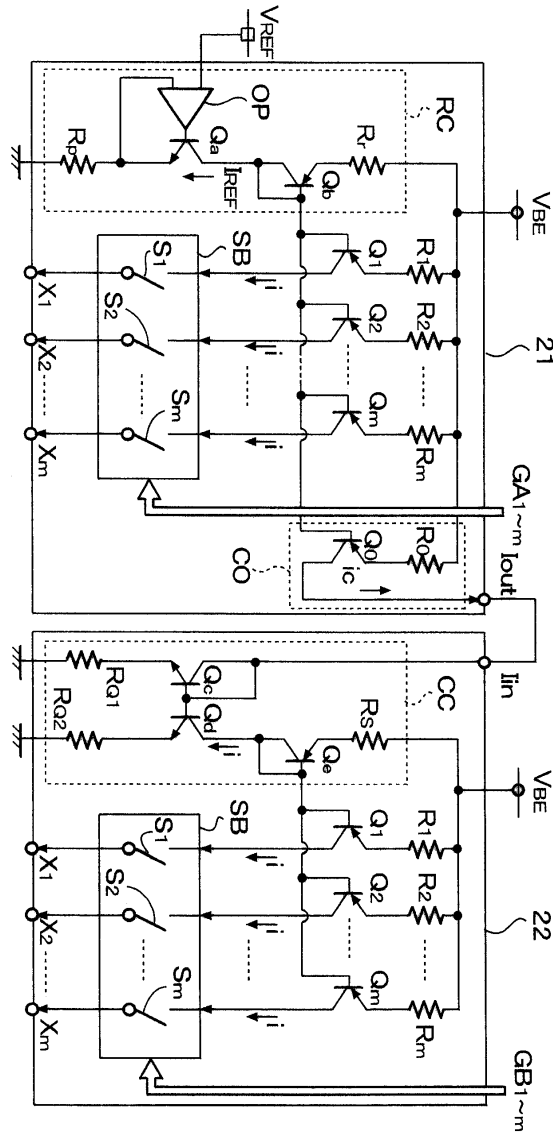 VBE
21
GA1~m
Iout
RC
Rr
R1
R2
Rm
R0
Qb
Q1
Q2
Qm
Q0
ic
CO
VREF
OP
Qa
IREF
Rp
i
i
i
SB
S1
S2
Sm
X1
X2
Xm
Iin
VBE
22
GB1~m
CC
RS
R1
R2
Rm
Qe
Q1
Q2
Qm
Qc
Qd
i
RQ1
RQ2
i
i
i
SB
S1
S2
Sm
X1
X2
Xm